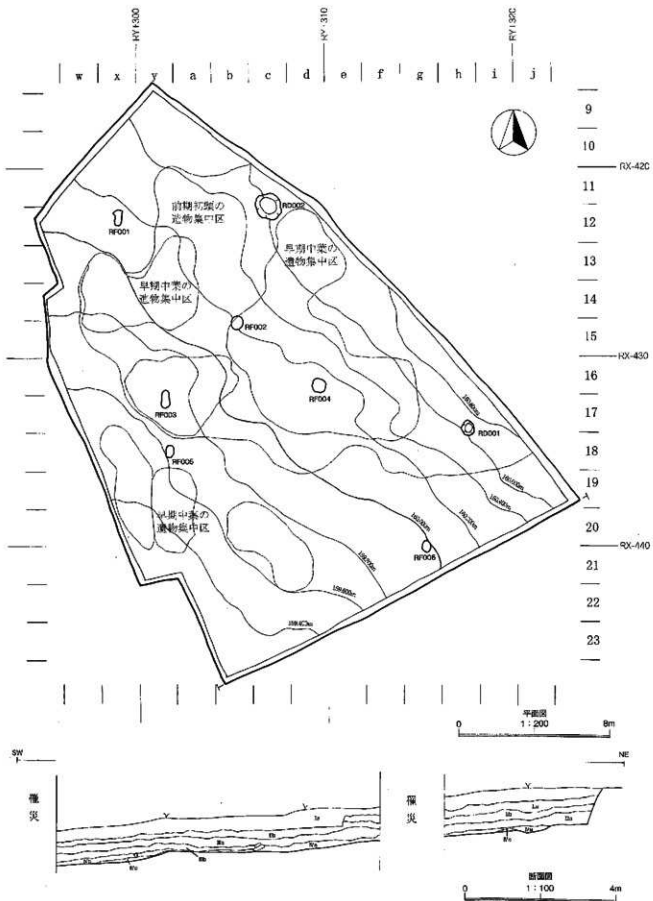 RY+300
RY+310
RY+320
w x y a b c d e f g h i j
9
10
RX-420
11
前期初頭の
遺物集中区
RD002
12
RF001
早期中葉の
遺物集中区
13
早期中葉の
遺物集中区
14
RF002
15
RX-430
16
RF003
RF004
17
RD001
18
RF005
19
早期中葉の
遺物集中区
20
RX-440
RF006
21
22
23
平面図
0 1:200 8m
SW
NE
罹災
罹災
断面図
0 1:100 4m